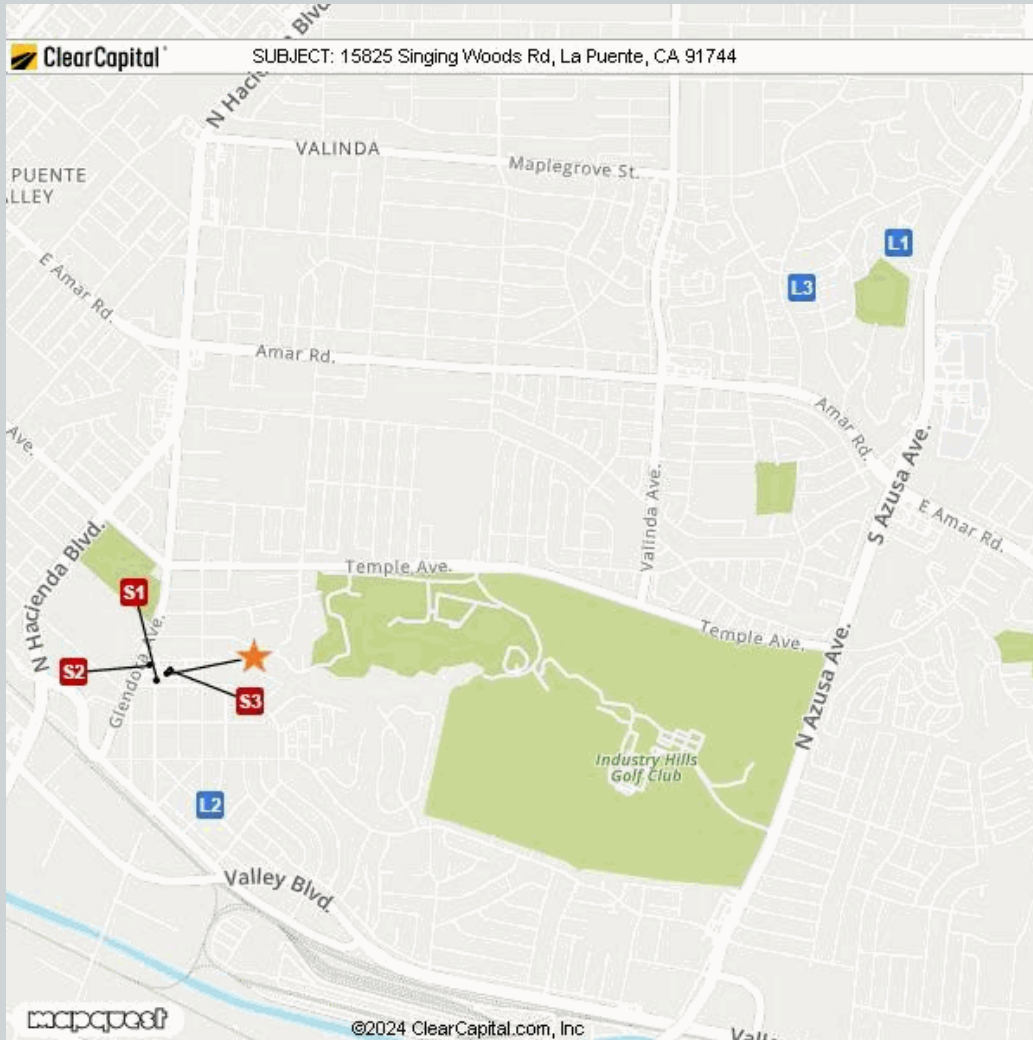 N Hacienda Blvd
ClearCapital
SUBJECT: 15825 Singing Woods Rd, La Puente, CA 91744
VALINDA
Maplegrove St.
PUENTE
LLEY
L1
E Amar Rd.
L3
Amar Rd.
Amar Rd.
Ave.
S Azusa Ave.
E Amar Rd.
Valinda Ave.
N Hacienda Blvd.
Temple Ave.
S1
Temple Ave.
Glendora Ave.
S2
S3
N Azusa Ave.
Industry Hills
Golf Club
L2
Valley Blvd.
mapquest
©2024 ClearCapital.com, Inc
Valle